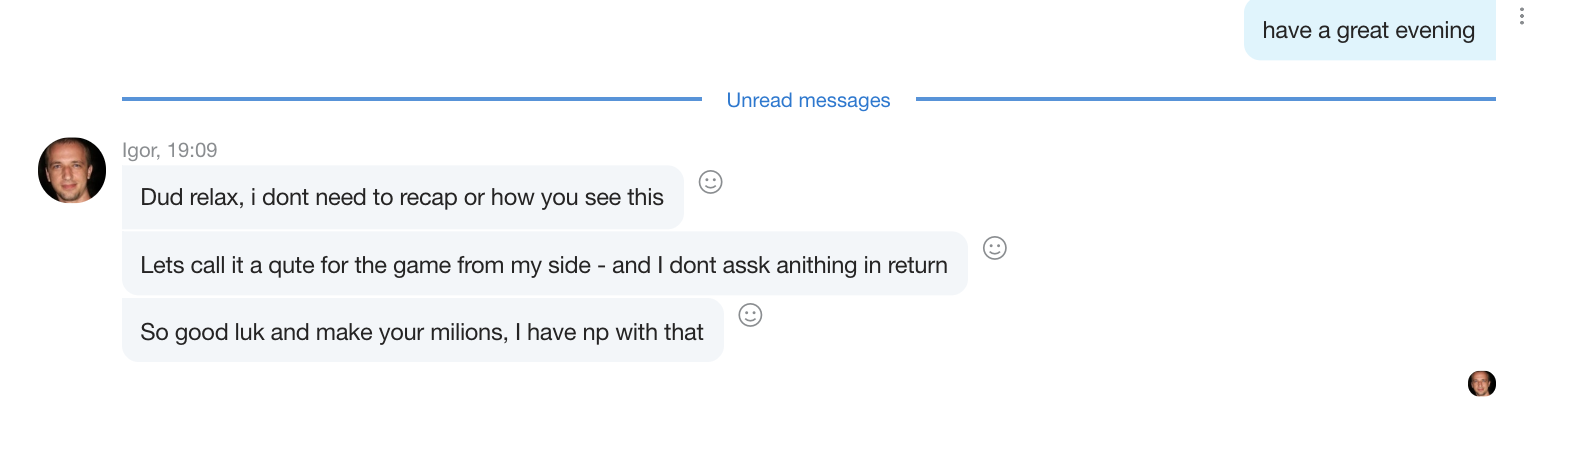 have a great evening
Unread messages
Igor, 19:09
Dud relax, i dont need to recap or how you see this
Lets call it a qute for the game from my side - and I dont assk anithing in return
So good luk and make your milions, I have np with that